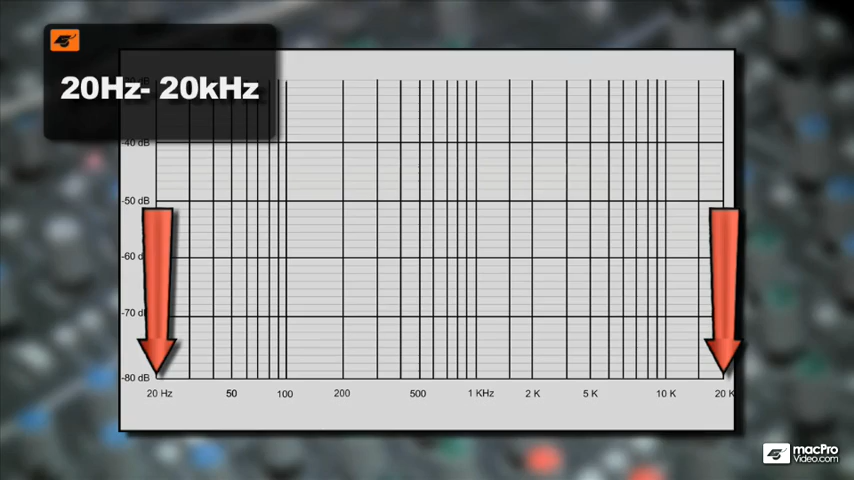 20Hz- 20kHz
-40 dB
-50 dB
-60 d
-70 d
-80 dB
20 Hz 50 100 200 500 1 KHz 2 K 5 K 10 K 20 K
macPro
Video.com